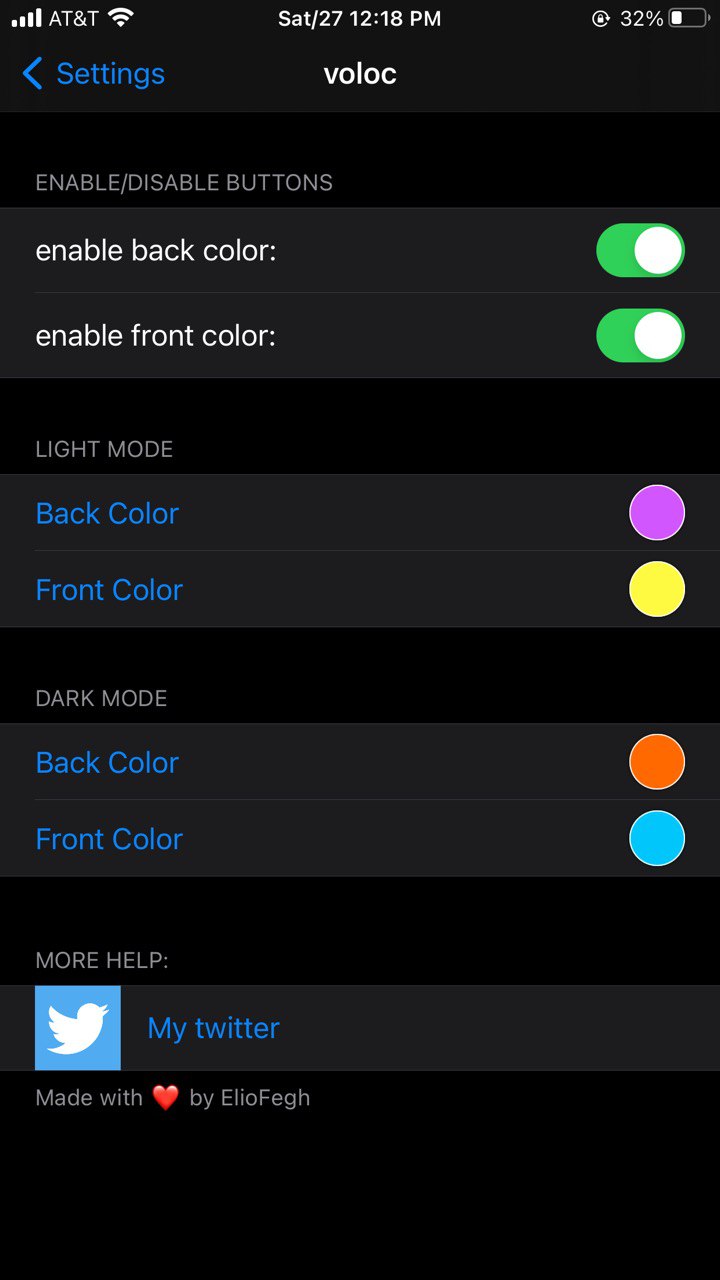 AT&T Sat/27 12:18 PM 32%
Settings voloc
ENABLE/DISABLE BUTTONS
enable back color:
enable front color:
LIGHT MODE
Back Color
Front Color
DARK MODE
Back Color
Front Color
MORE HELP:
My twitter
Made with ❤️ by ElioFegh